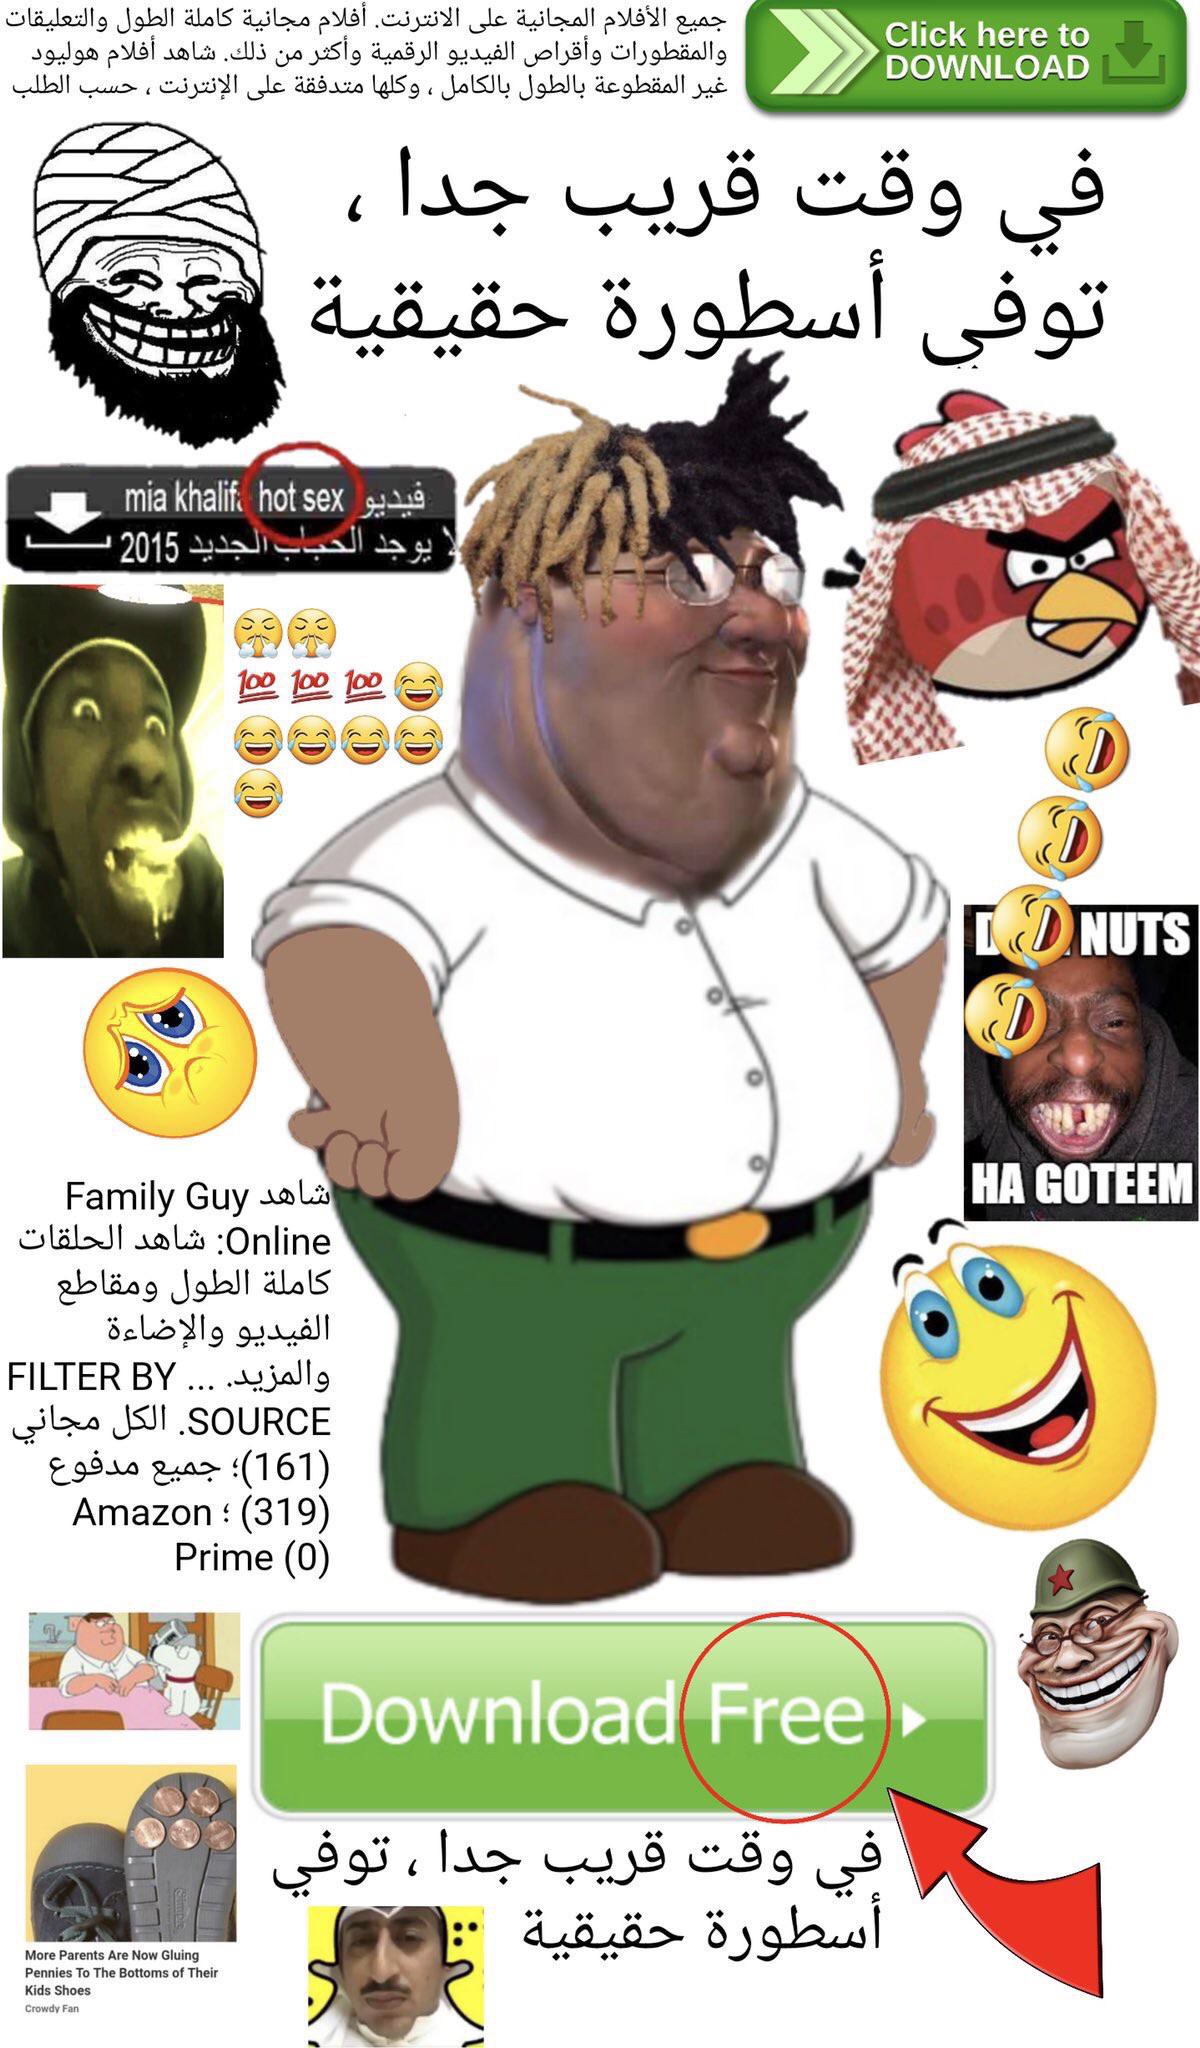 جميع الأفلام المجانية على الانترنت. أفلام مجانية كاملة الطول والتعليقات
والمقطورات وأقراص الفيديو الرقمية وأكثر من ذلك. شاهد أفلام هوليود
غير المقطوعة بالطول بالكامل ، وكلها متدفقة على الإنترنت ، حسب الطلب
Click here to
DOWNLOAD
في وقت قريب جدا ،
توفي أسطورة حقيقية
فيديو mia khalifa hot sex
لا يوجد الحجاب الجديد 2015
NUTS
HA GOTEEM
شاهد Family Guy
Online: شاهد الحلقات
كاملة الطول ومقاطع
الفيديو والإضاءة
والمزيد. ... FILTER BY
SOURCE. الكل مجاني
(161)؛ جميع مدفوع
(319) ؛ Amazon
Prime (0)
Download Free
في وقت قريب جدا ، توفي
أسطورة حقيقية
More Parents Are Now Gluing
Pennies To The Bottoms of Their
Kids Shoes
Crowdy Fan